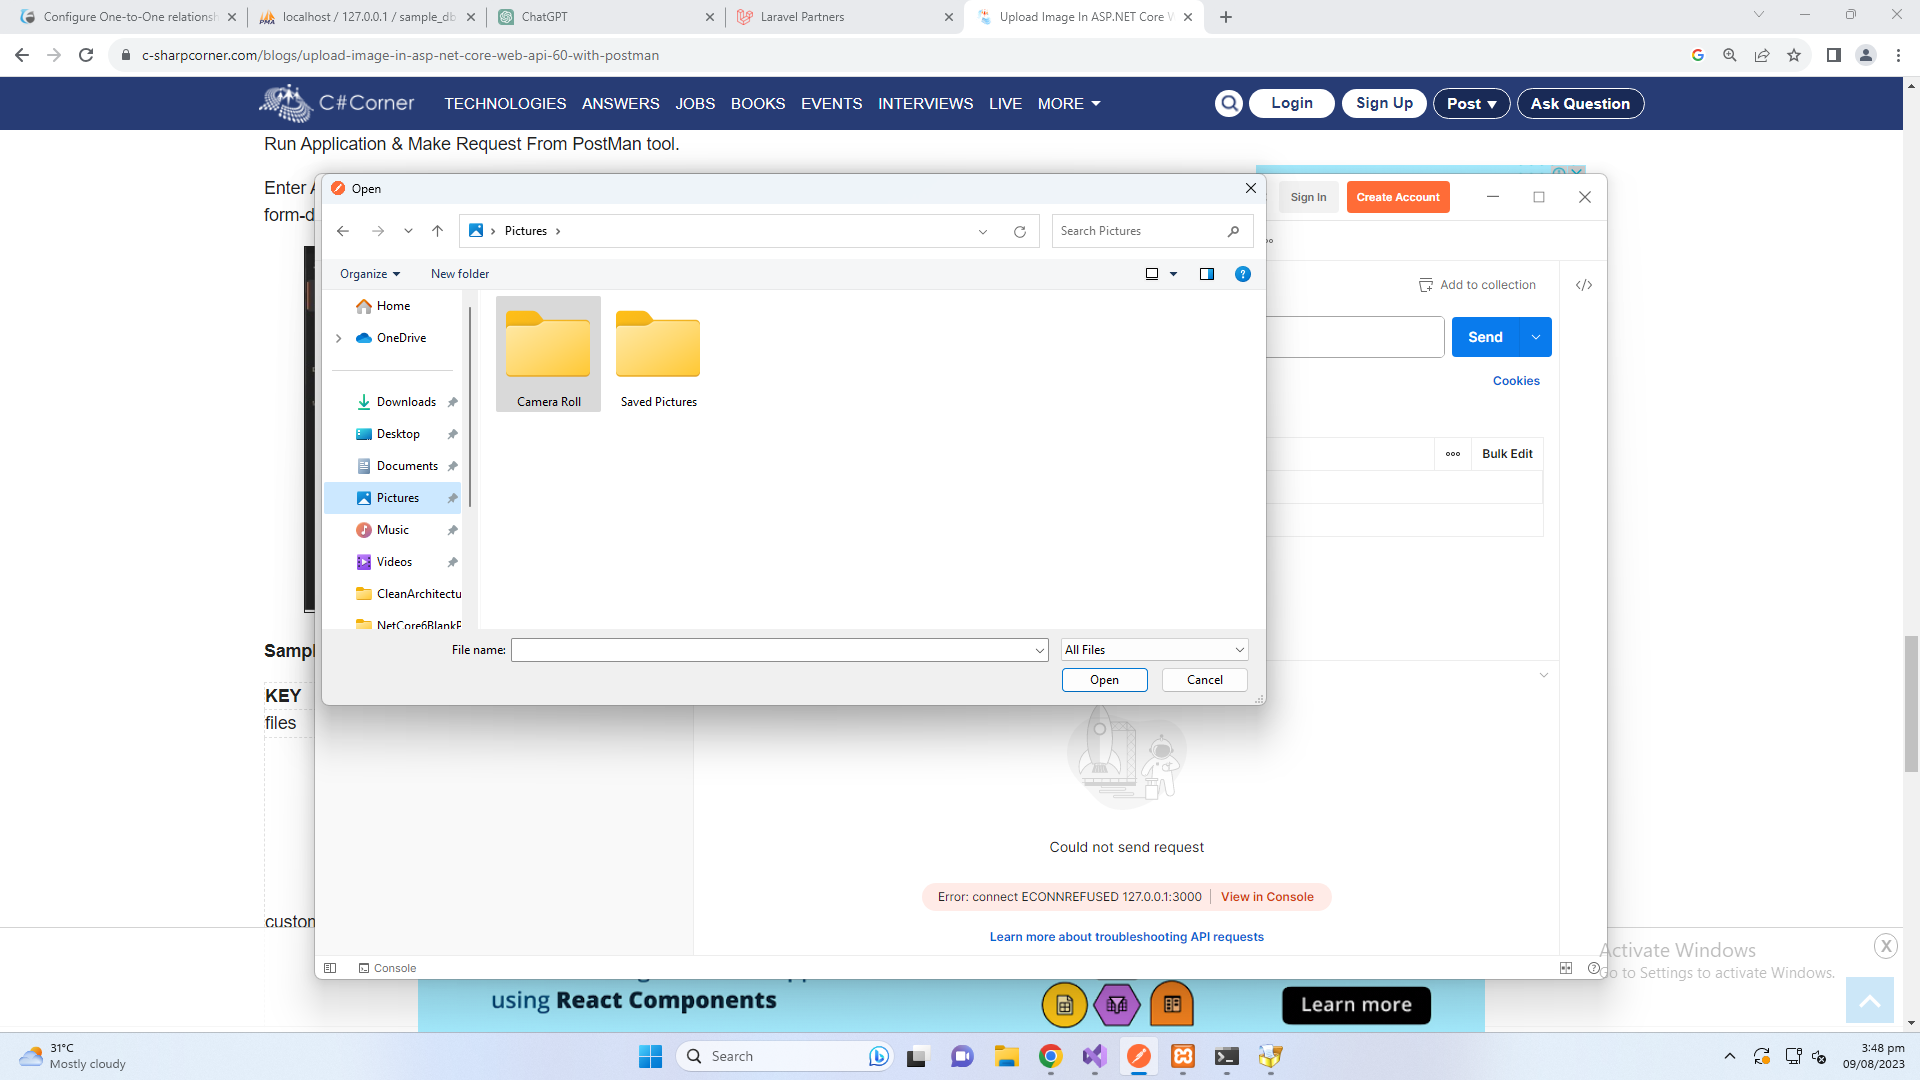 Configure One-to-One relationsh
localhost / 127.0.0.1 / sample_db
ChatGPT
Laravel Partners
Upload Image In ASP.NET Core W
c-sharpcorner.com/blogs/upload-image-in-asp-net-core-web-api-60-with-postman
C#Corner
TECHNOLOGIES ANSWERS JOBS BOOKS EVENTS INTERVIEWS LIVE MORE
Login
Sign Up
Post
Ask Question
Run Application & Make Request From PostMan tool.
Enter
form-d
Open
Sign In
Create Account
Pictures
Search Pictures
Organize
New folder
Add to collection
Home
OneDrive
Downloads
Desktop
Documents
Pictures
Music
Videos
CleanArchitectu
NetCore6BlankP
Camera Roll
Saved Pictures
Send
Cookies
Bulk Edit
File name:
All Files
Open
Cancel
Sampl
KEY
files
custom
Could not send request
Error: connect ECONNREFUSED 127.0.0.1:3000
View in Console
Learn more about troubleshooting API requests
Console
Activate Windows
Go to Settings to activate Windows.
using React Components
Learn more
31°C
Mostly cloudy
Search
3:48 pm
09/08/2023